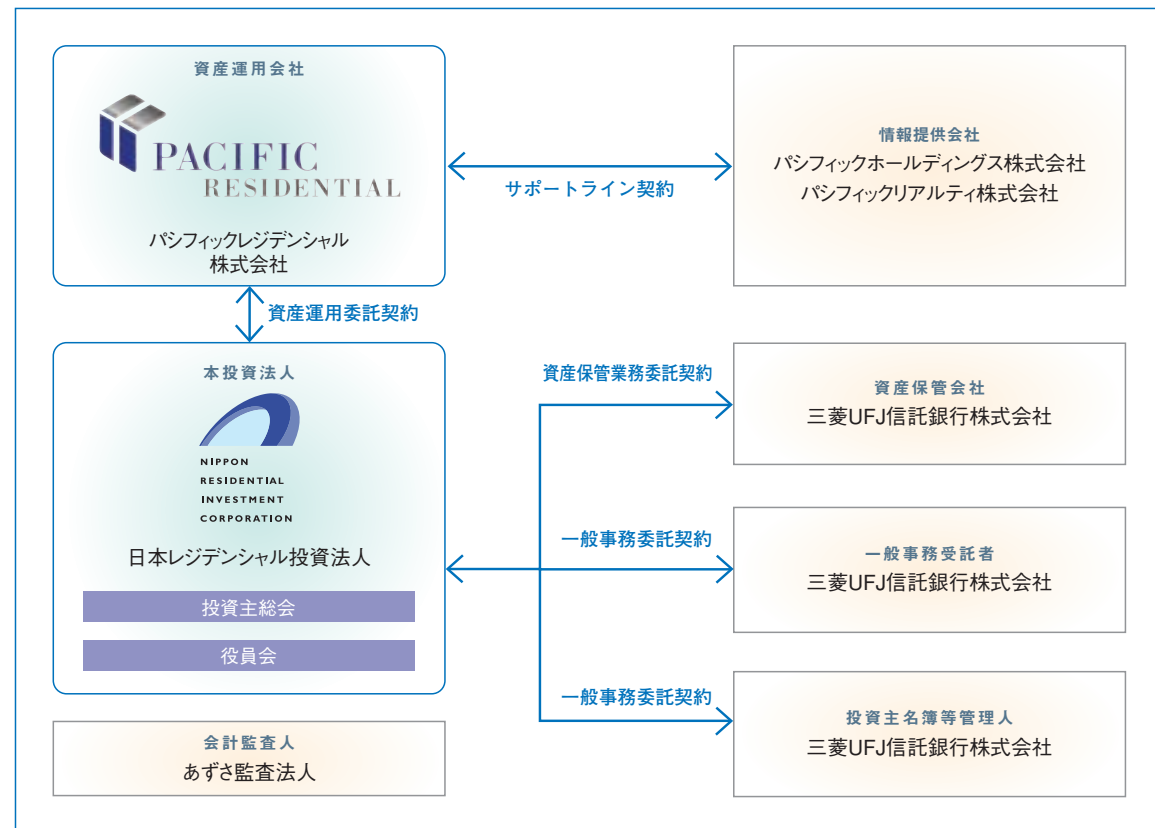 資産運用会社
PACIFIC
RESIDENTIAL
パシフィックレジデンシャル
株式会社
サポートライン契約
情報提供会社
パシフィックホールディングス株式会社
パシフィックリアルティ株式会社
資産運用委託契約
本投資法人
NIPPON
RESIDENTIAL
INVESTMENT
CORPORATION
日本レジデンシャル投資法人
投資主総会
役員会
資産保管業務委託契約
資産保管会社
三菱UFJ信託銀行株式会社
一般事務委託契約
一般事務受託者
三菱UFJ信託銀行株式会社
一般事務委託契約
投資主名簿等管理人
三菱UFJ信託銀行株式会社
会計監査人
あずさ監査法人